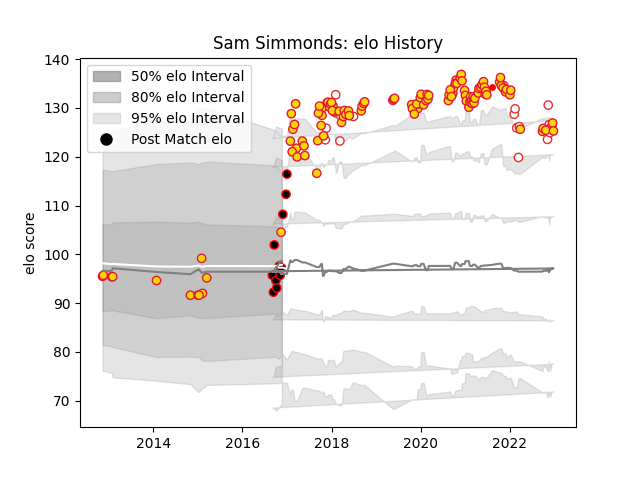 Sam Simmonds: elo History
50% elo Interval
80% elo Interval
95% elo Interval
Post Match elo
elo score
140
130
120
110
100
90
80
70
2014
2016
2018
2020
2022